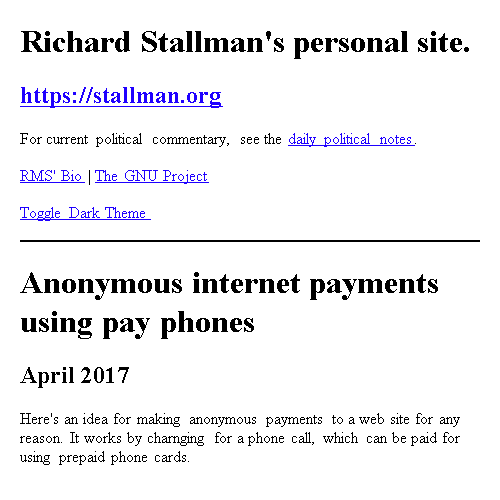 Richard Stallman's personal site.
https://stallman.org
For current political commentary, see the daily political notes.
RMS' Bio | The GNU Project
Toggle Dark Theme
Anonymous internet payments
using pay phones
April 2017
Here's an idea for making anonymous payments to a web site for any
reason. It works by charnging for a phone call, which can be paid for
using prepaid phone cards.